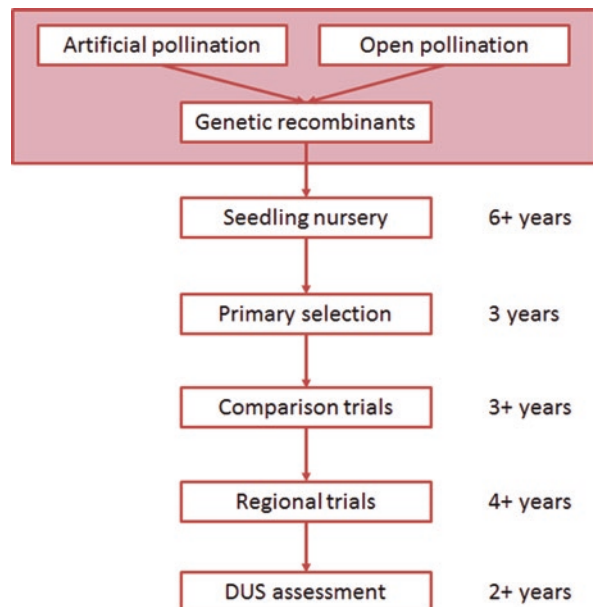 Artificial pollination
Open pollination
Genetic recombinants
Seedling nursery
6+ years
Primary selection
3 years
Comparison trials
3+ years
Regional trials
4+ years
DUS assessment
2+ years